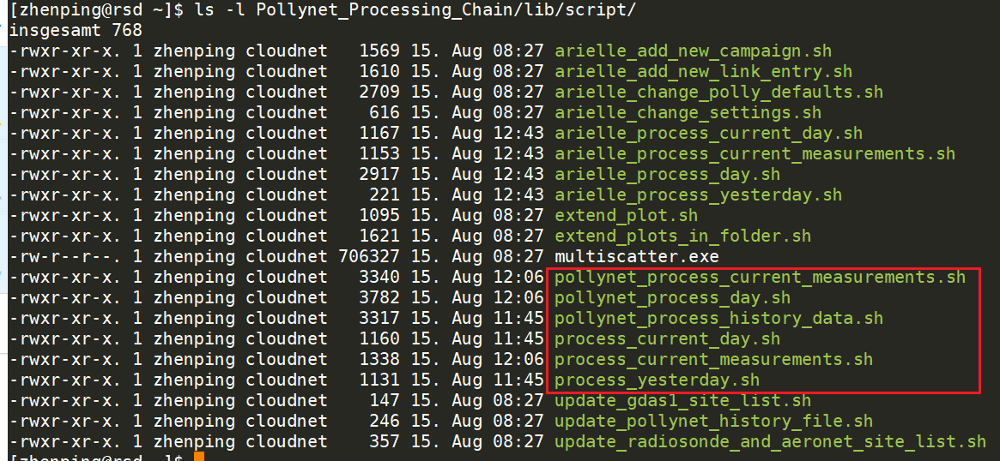 [zhenping@rsd ~]$ ls -l Pollynet_Processing_Chain/lib/script/
insgesamt 768
-rwxr-xr-x. 1 zhenping cloudnet   1569 15. Aug 08:27 arielle_add_new_campaign.sh
-rwxr-xr-x. 1 zhenping cloudnet   1610 15. Aug 08:27 arielle_add_new_link_entry.sh
-rwxr-xr-x. 1 zhenping cloudnet   2709 15. Aug 08:27 arielle_change_polly_defaults.sh
-rwxr-xr-x. 1 zhenping cloudnet    616 15. Aug 08:27 arielle_change_settings.sh
-rwxr-xr-x. 1 zhenping cloudnet   1167 15. Aug 12:43 arielle_process_current_day.sh
-rwxr-xr-x. 1 zhenping cloudnet   1153 15. Aug 12:43 arielle_process_current_measurements.sh
-rwxr-xr-x. 1 zhenping cloudnet   2917 15. Aug 12:43 arielle_process_day.sh
-rwxr-xr-x. 1 zhenping cloudnet    221 15. Aug 12:43 arielle_process_yesterday.sh
-rwxr-xr-x. 1 zhenping cloudnet   1095 15. Aug 08:27 extend_plot.sh
-rwxr-xr-x. 1 zhenping cloudnet   1621 15. Aug 08:27 extend_plots_in_folder.sh
-rw-r--r--. 1 zhenping cloudnet 706327 15. Aug 08:27 multiscatter.exe
-rwxr-xr-x. 1 zhenping cloudnet   3340 15. Aug 12:06 pollynet_process_current_measurements.sh
-rwxr-xr-x. 1 zhenping cloudnet   3782 15. Aug 12:06 pollynet_process_day.sh
-rwxr-xr-x. 1 zhenping cloudnet   3317 15. Aug 11:45 pollynet_process_history_data.sh
-rwxr-xr-x. 1 zhenping cloudnet   1160 15. Aug 11:45 process_current_day.sh
-rwxr-xr-x. 1 zhenping cloudnet   1338 15. Aug 12:06 process_current_measurements.sh
-rwxr-xr-x. 1 zhenping cloudnet   1131 15. Aug 11:45 process_yesterday.sh
-rwxr-xr-x. 1 zhenping cloudnet    147 15. Aug 08:27 update_gdas1_site_list.sh
-rwxr-xr-x. 1 zhenping cloudnet    246 15. Aug 08:27 update_pollynet_history_file.sh
-rwxr-xr-x. 1 zhenping cloudnet    357 15. Aug 08:27 update_radiosonde_and_aeronet_site_list.sh
[zhenping@rsd ~]$